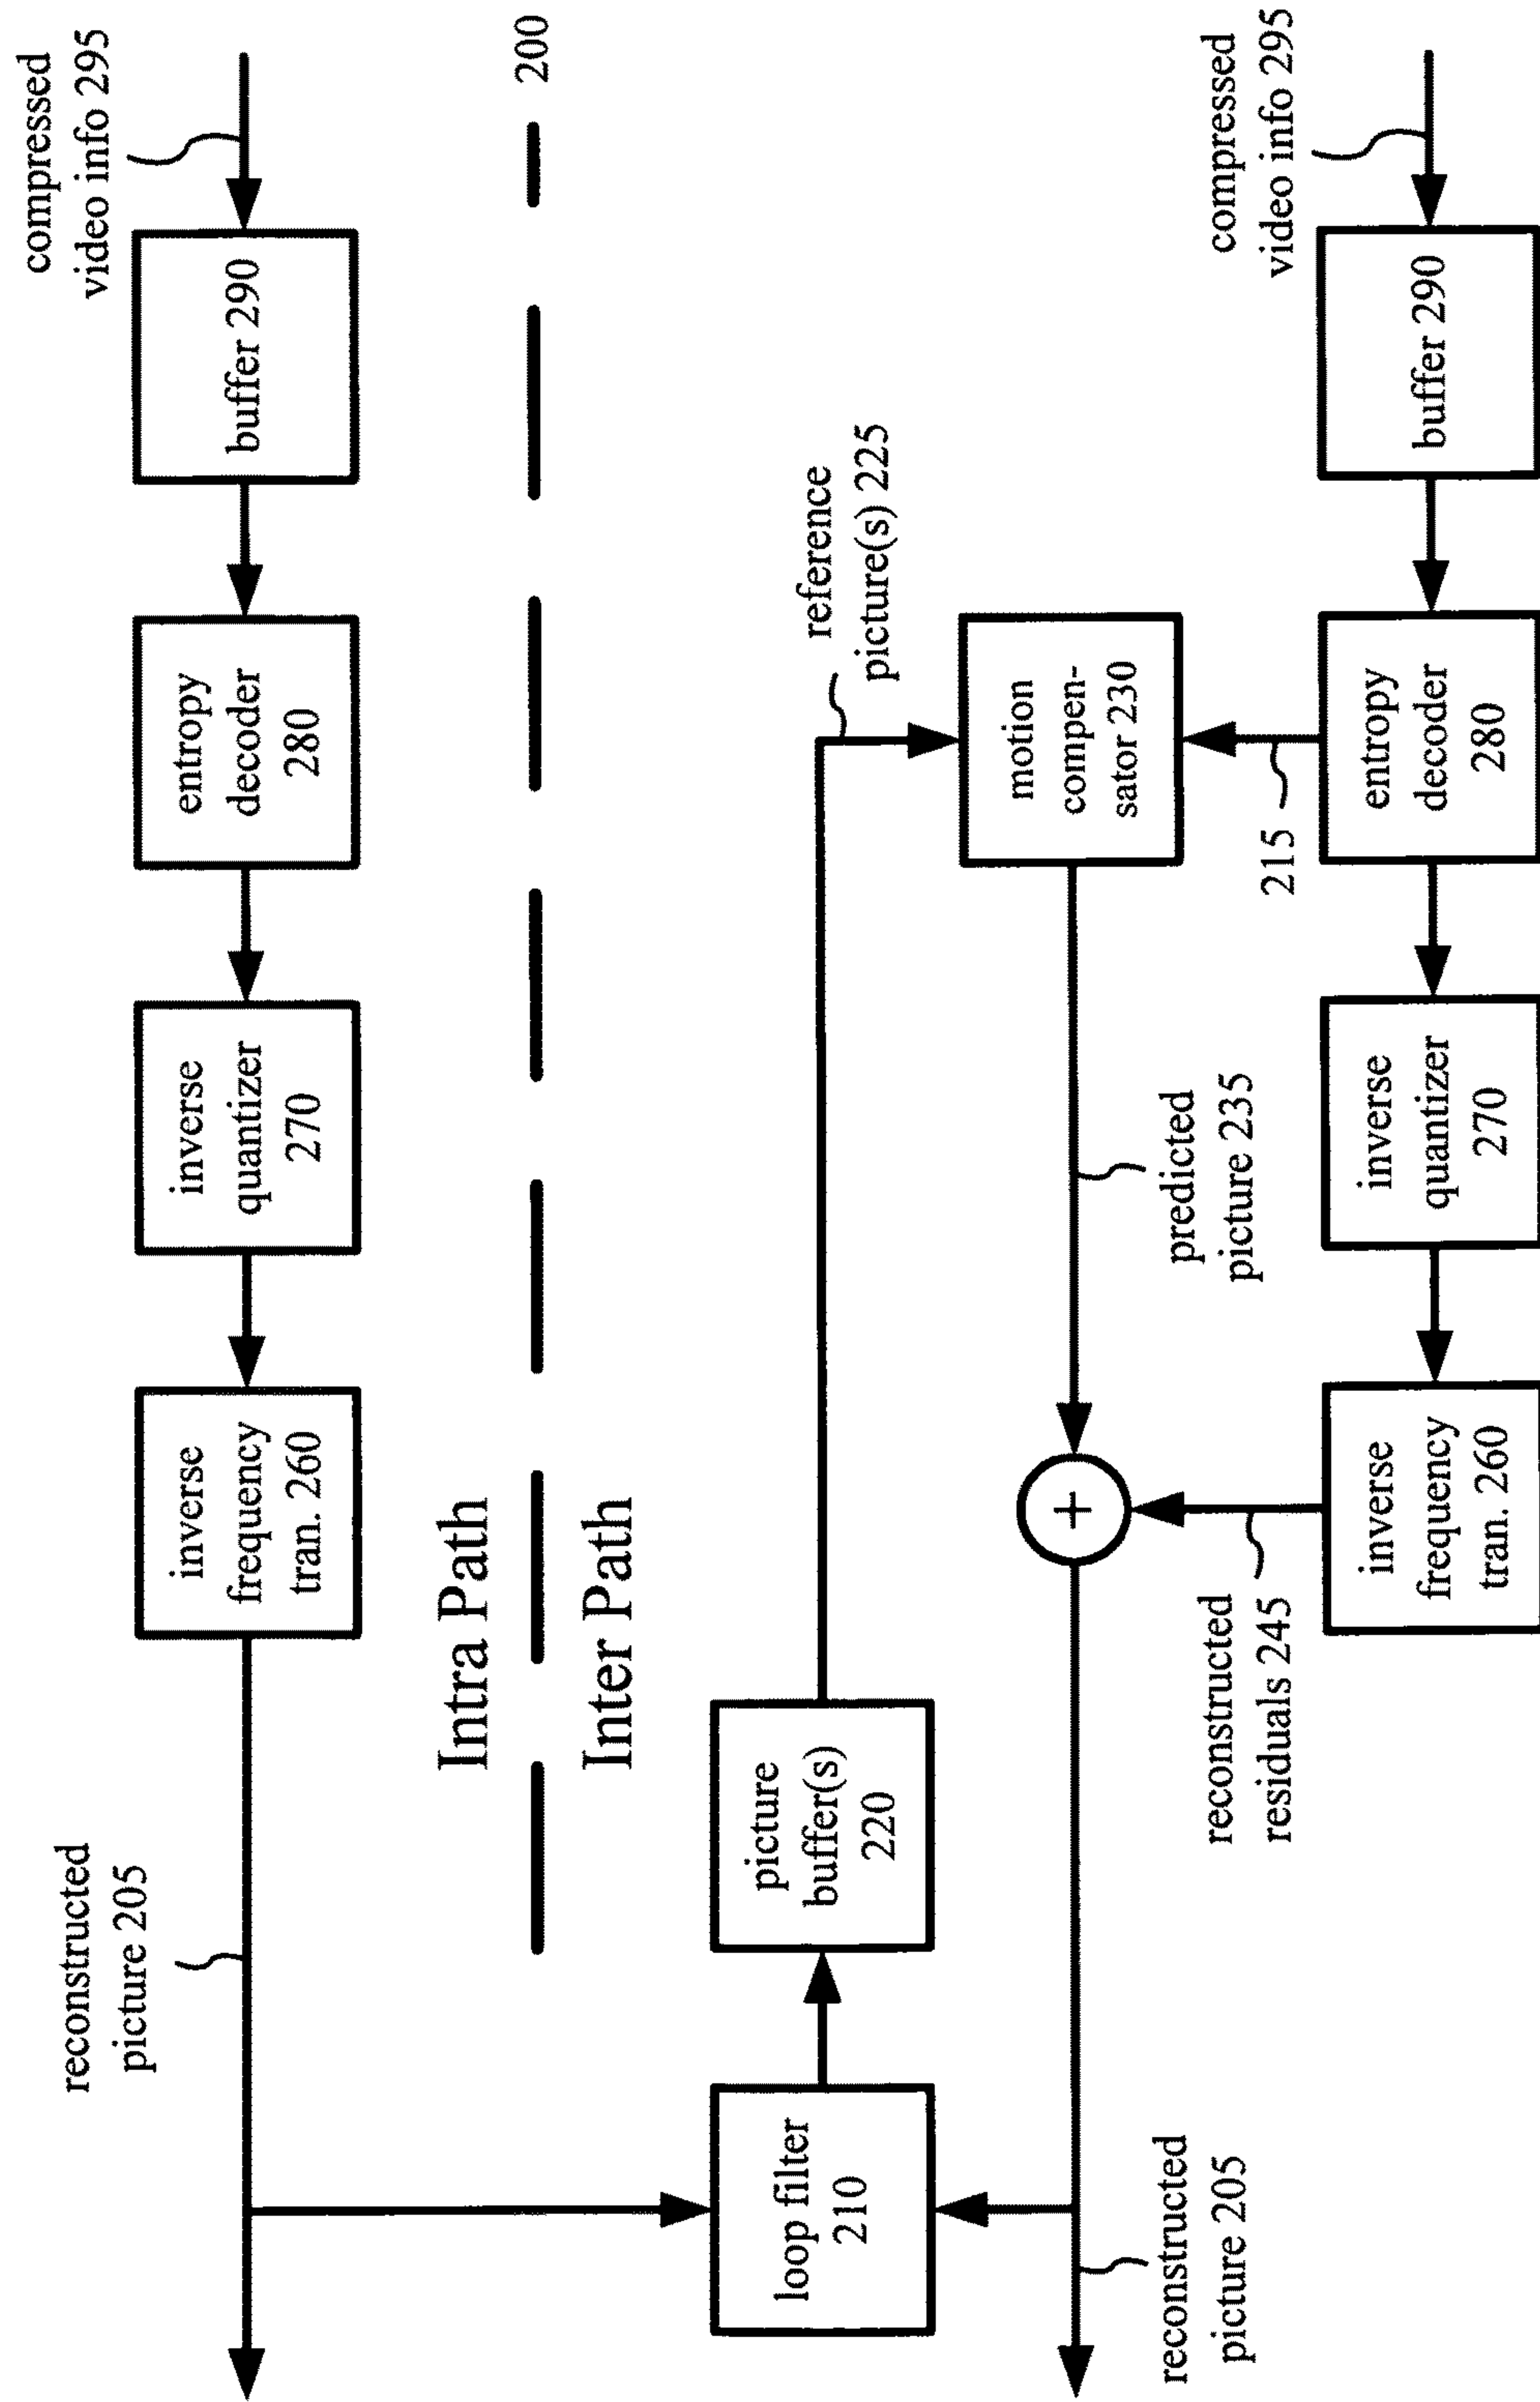 compressed
video info 295
buffer 290
entropy
decoder
280
inverse
quantizer
270
inverse
frequency
tran. 260
reconstructed
picture 205
200
Intra Path
Inter Path
reference
picture(s) 225
picture
buffer(s)
220
loop filter
210
motion
compen-
sator 230
predicted
picture 235
+
215
reconstructed
residuals 245
reconstructed
picture 205
compressed
video info 295
buffer 290
entropy
decoder
280
inverse
quantizer
270
inverse
frequency
tran. 260